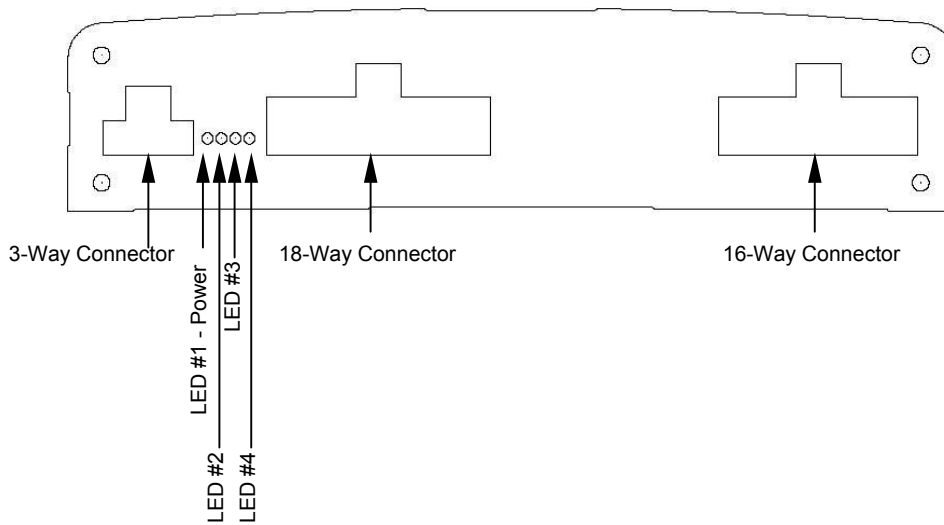 3-Way Connector
18-Way Connector
16-Way Connector
LED #1 - Power
LED #2
LED #3
LED #4